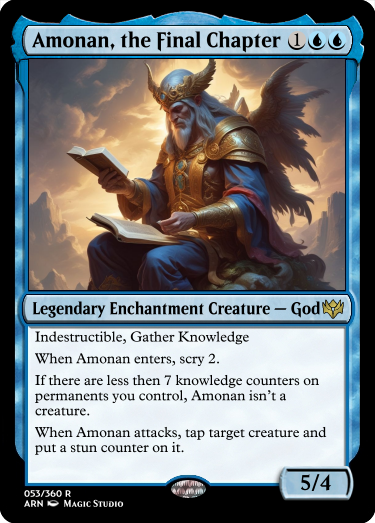 Amonan, the Final Chapter 1
Legendary Enchantment Creature — God
Indestructible, Gather Knowledge
When Amonan enters, scry 2.
If there are less then 7 knowledge counters on
permanents you control, Amonan isn't a
creature.
When Amonan attacks, tap target creature and
put a stun counter on it.
5/4
053/360 R
ARN Magic Studio